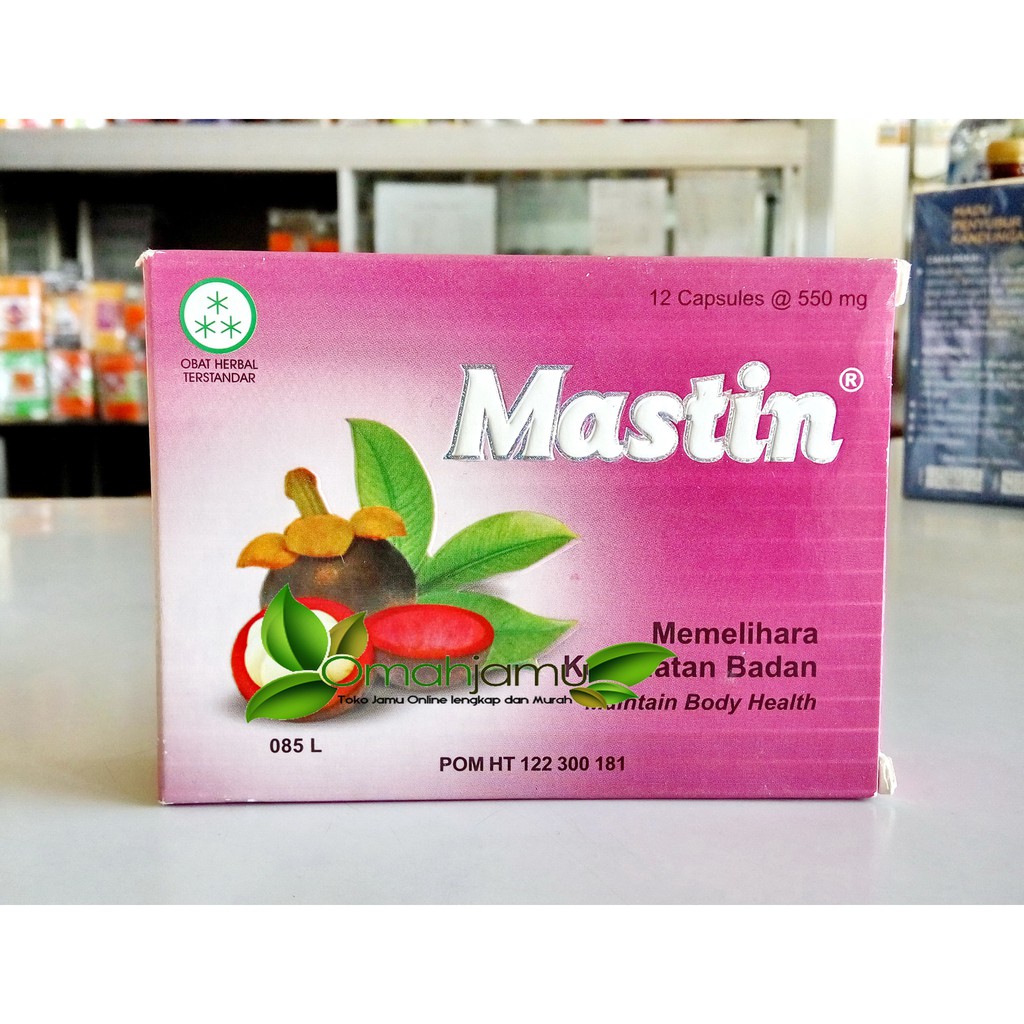 OBAT HERBAL
TERSTANDAR
12 Capsules @ 550 mg
Mastin®
Memelihara
Badan
Omahjamu
Toko Jamu Online lengkap dan Murah
Maintain Body Health
085 L
POM HT 122 300 181
MADU